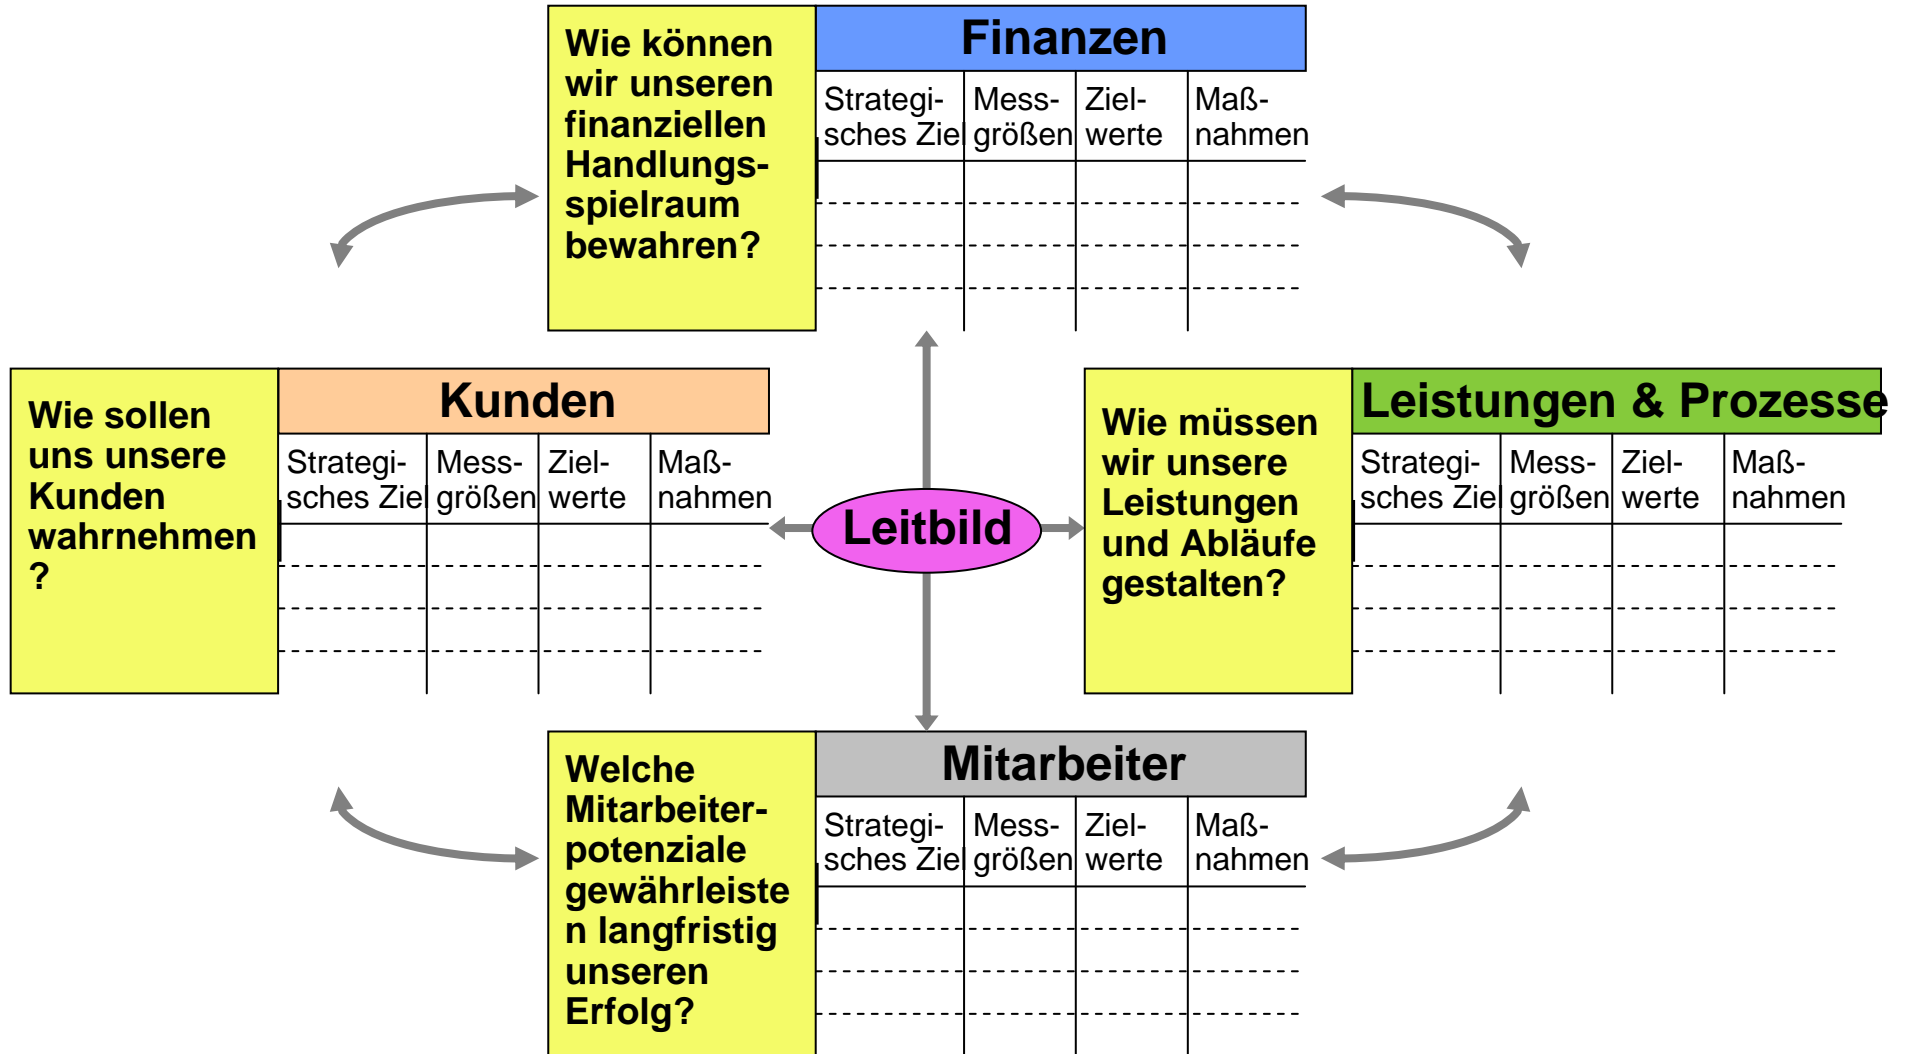 Wie können
wir unseren
finanziellen
Handlungs-
spielraum
bewahren?
Finanzen
Strategi-
sches Ziel
Mess-
größen
Ziel-
werte
Maß-
nahmen
Wie sollen
uns unsere
Kunden
wahrnehmen
?
Kunden
Strategi-
sches Ziel
Mess-
größen
Ziel-
werte
Maß-
nahmen
Leitbild
Wie müssen
wir unsere
Leistungen
und Abläufe
gestalten?
Leistungen & Prozesse
Strategi-
sches Ziel
Mess-
größen
Ziel-
werte
Maß-
nahmen
Welche
Mitarbeiter-
potenziale
gewährleiste
n langfristig
unseren
Erfolg?
Mitarbeiter
Strategi-
sches Ziel
Mess-
größen
Ziel-
werte
Maß-
nahmen